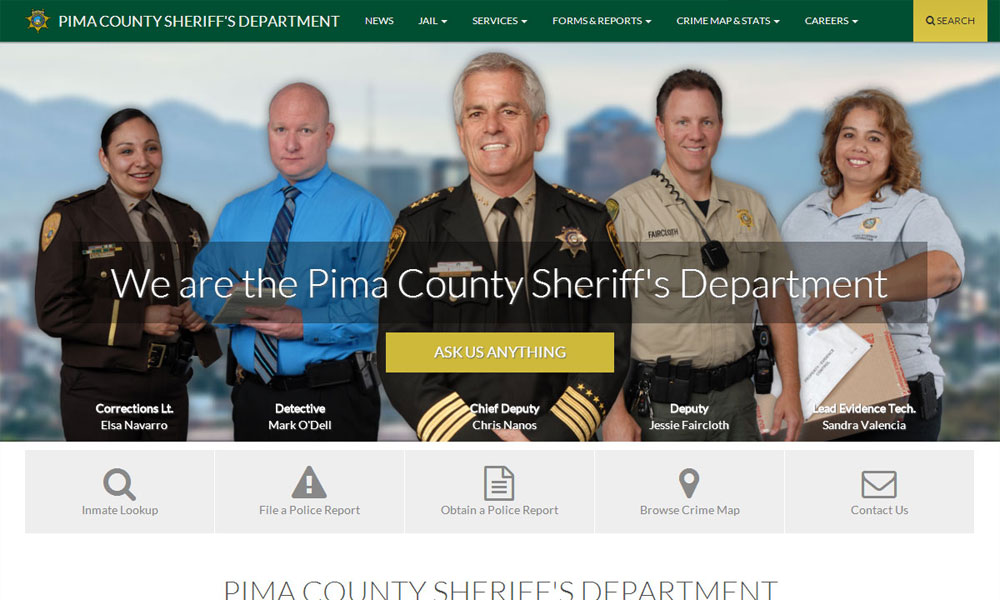 PIMA COUNTY SHERIFF'S DEPARTMENT
NEWS JAIL SERVICES FORMS & REPORTS CRIME MAP & STATS CAREERS SEARCH
FAIRCLOTH
We are the Pima County Sheriff's Department
ASK US ANYTHING
Corrections Lt. Detective Chief Deputy Deputy Lead Evidence Tech.
Elsa Navarro Mark O'Dell Chris Nanos Jessie Faircloth Sandra Valencia
Inmate Lookup File a Police Report Obtain a Police Report Browse Crime Map Contact Us
PIMA COUNTY SHERIFF'S DEPARTMENT